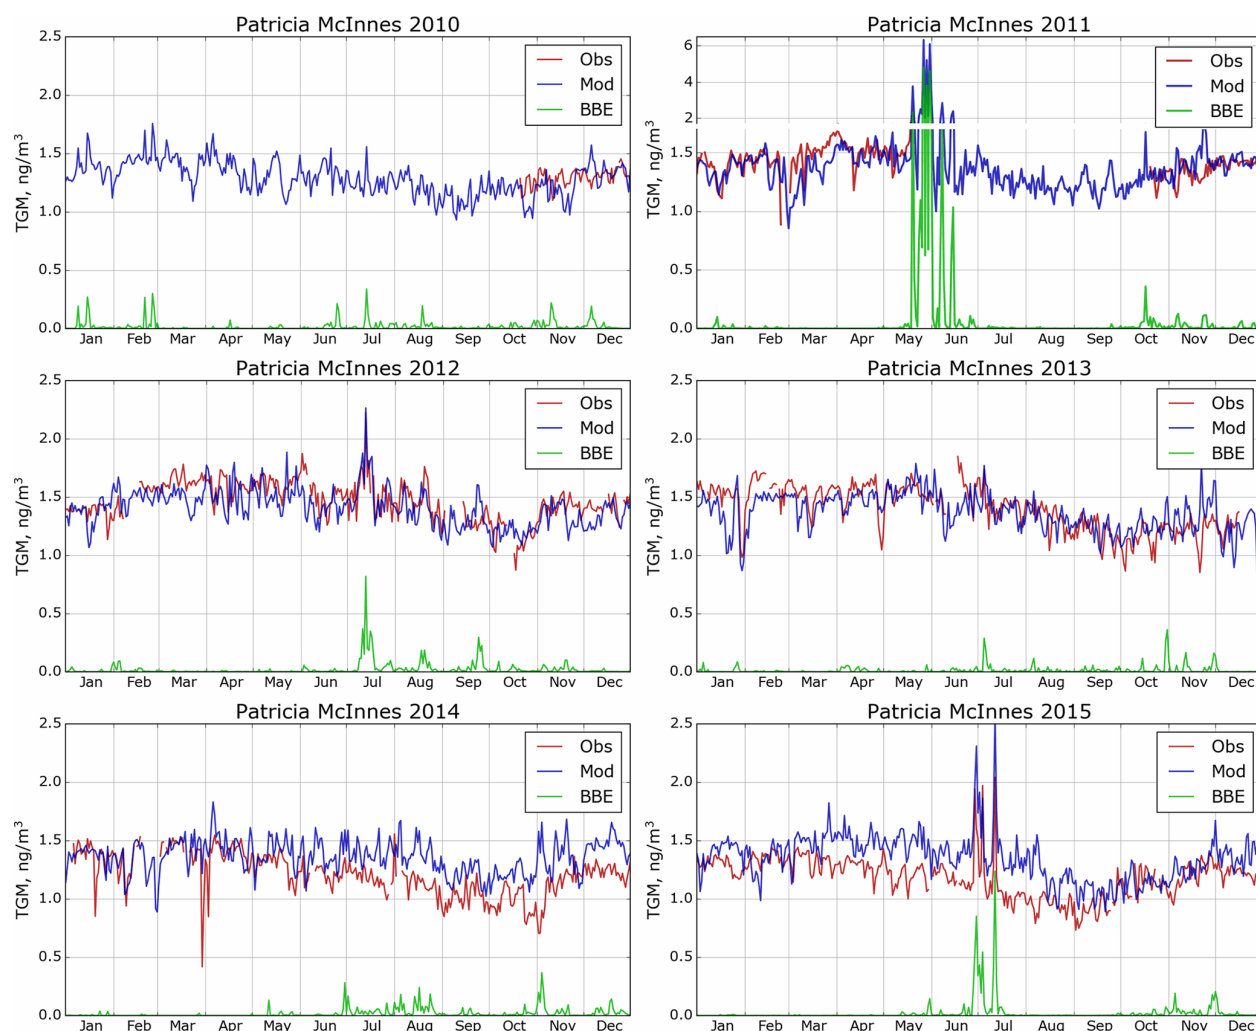 Patricia McInnes 2010
2.5
2.0
1.5
1.0
0.5
0.0
TGM, ng/m³
Obs
Mod
BBE
Jan Feb Mar Apr May Jun Jul Aug Sep Oct Nov Dec
Patricia McInnes 2011
6
4
2
1.5
1.0
0.5
0.0
TGM, ng/m³
Obs
Mod
BBE
Jan Feb Mar Apr May Jun Jul Aug Sep Oct Nov Dec
Patricia McInnes 2012
2.5
2.0
1.5
1.0
0.5
0.0
TGM, ng/m³
Obs
Mod
BBE
Jan Feb Mar Apr May Jun Jul Aug Sep Oct Nov Dec
Patricia McInnes 2013
2.5
2.0
1.5
1.0
0.5
0.0
TGM, ng/m³
Obs
Mod
BBE
Jan Feb Mar Apr May Jun Jul Aug Sep Oct Nov Dec
Patricia McInnes 2014
2.5
2.0
1.5
1.0
0.5
0.0
TGM, ng/m³
Obs
Mod
BBE
Jan Feb Mar Apr May Jun Jul Aug Sep Oct Nov Dec
Patricia McInnes 2015
2.5
2.0
1.5
1.0
0.5
0.0
TGM, ng/m³
Obs
Mod
BBE
Jan Feb Mar Apr May Jun Jul Aug Sep Oct Nov Dec